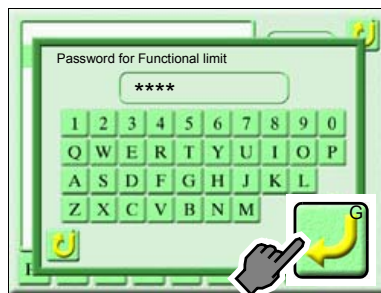 Password for Functional limit
****
1 2 3 4 5 6 7 8 9 0
Q W E R T Y U I O P
A S D F G H J K L
Z X C V B N M
G